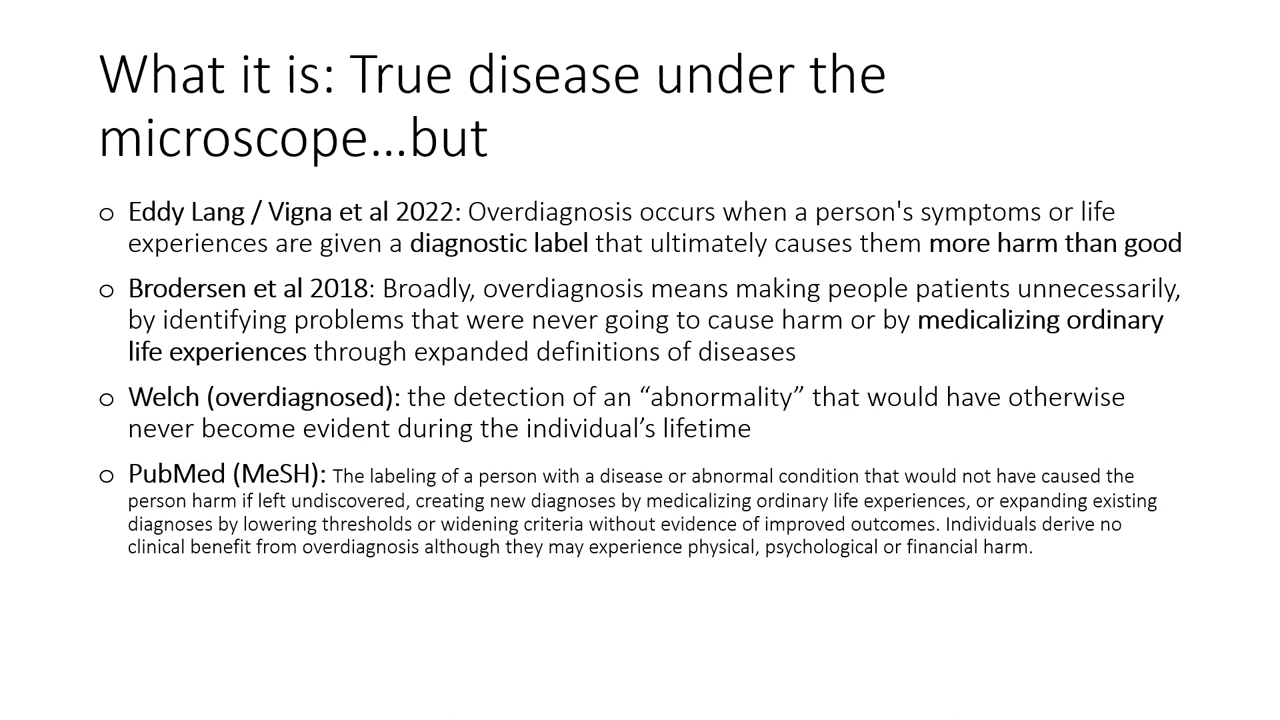 What it is: True disease under the
microscope…but
o Eddy Lang / Vigna et al 2022: Overdiagnosis occurs when a person's symptoms or life
experiences are given a diagnostic label that ultimately causes them more harm than good
o Brodersen et al 2018: Broadly, overdiagnosis means making people patients unnecessarily,
by identifying problems that were never going to cause harm or by medicalizing ordinary
life experiences through expanded definitions of diseases
o Welch (overdiagnosed): the detection of an “abnormality” that would have otherwise
never become evident during the individual’s lifetime
o PubMed (MeSH): The labeling of a person with a disease or abnormal condition that would not have caused the
person harm if left undiscovered, creating new diagnoses by medicalizing ordinary life experiences, or expanding existing
diagnoses by lowering thresholds or widening criteria without evidence of improved outcomes. Individuals derive no
clinical benefit from overdiagnosis although they may experience physical, psychological or financial harm.